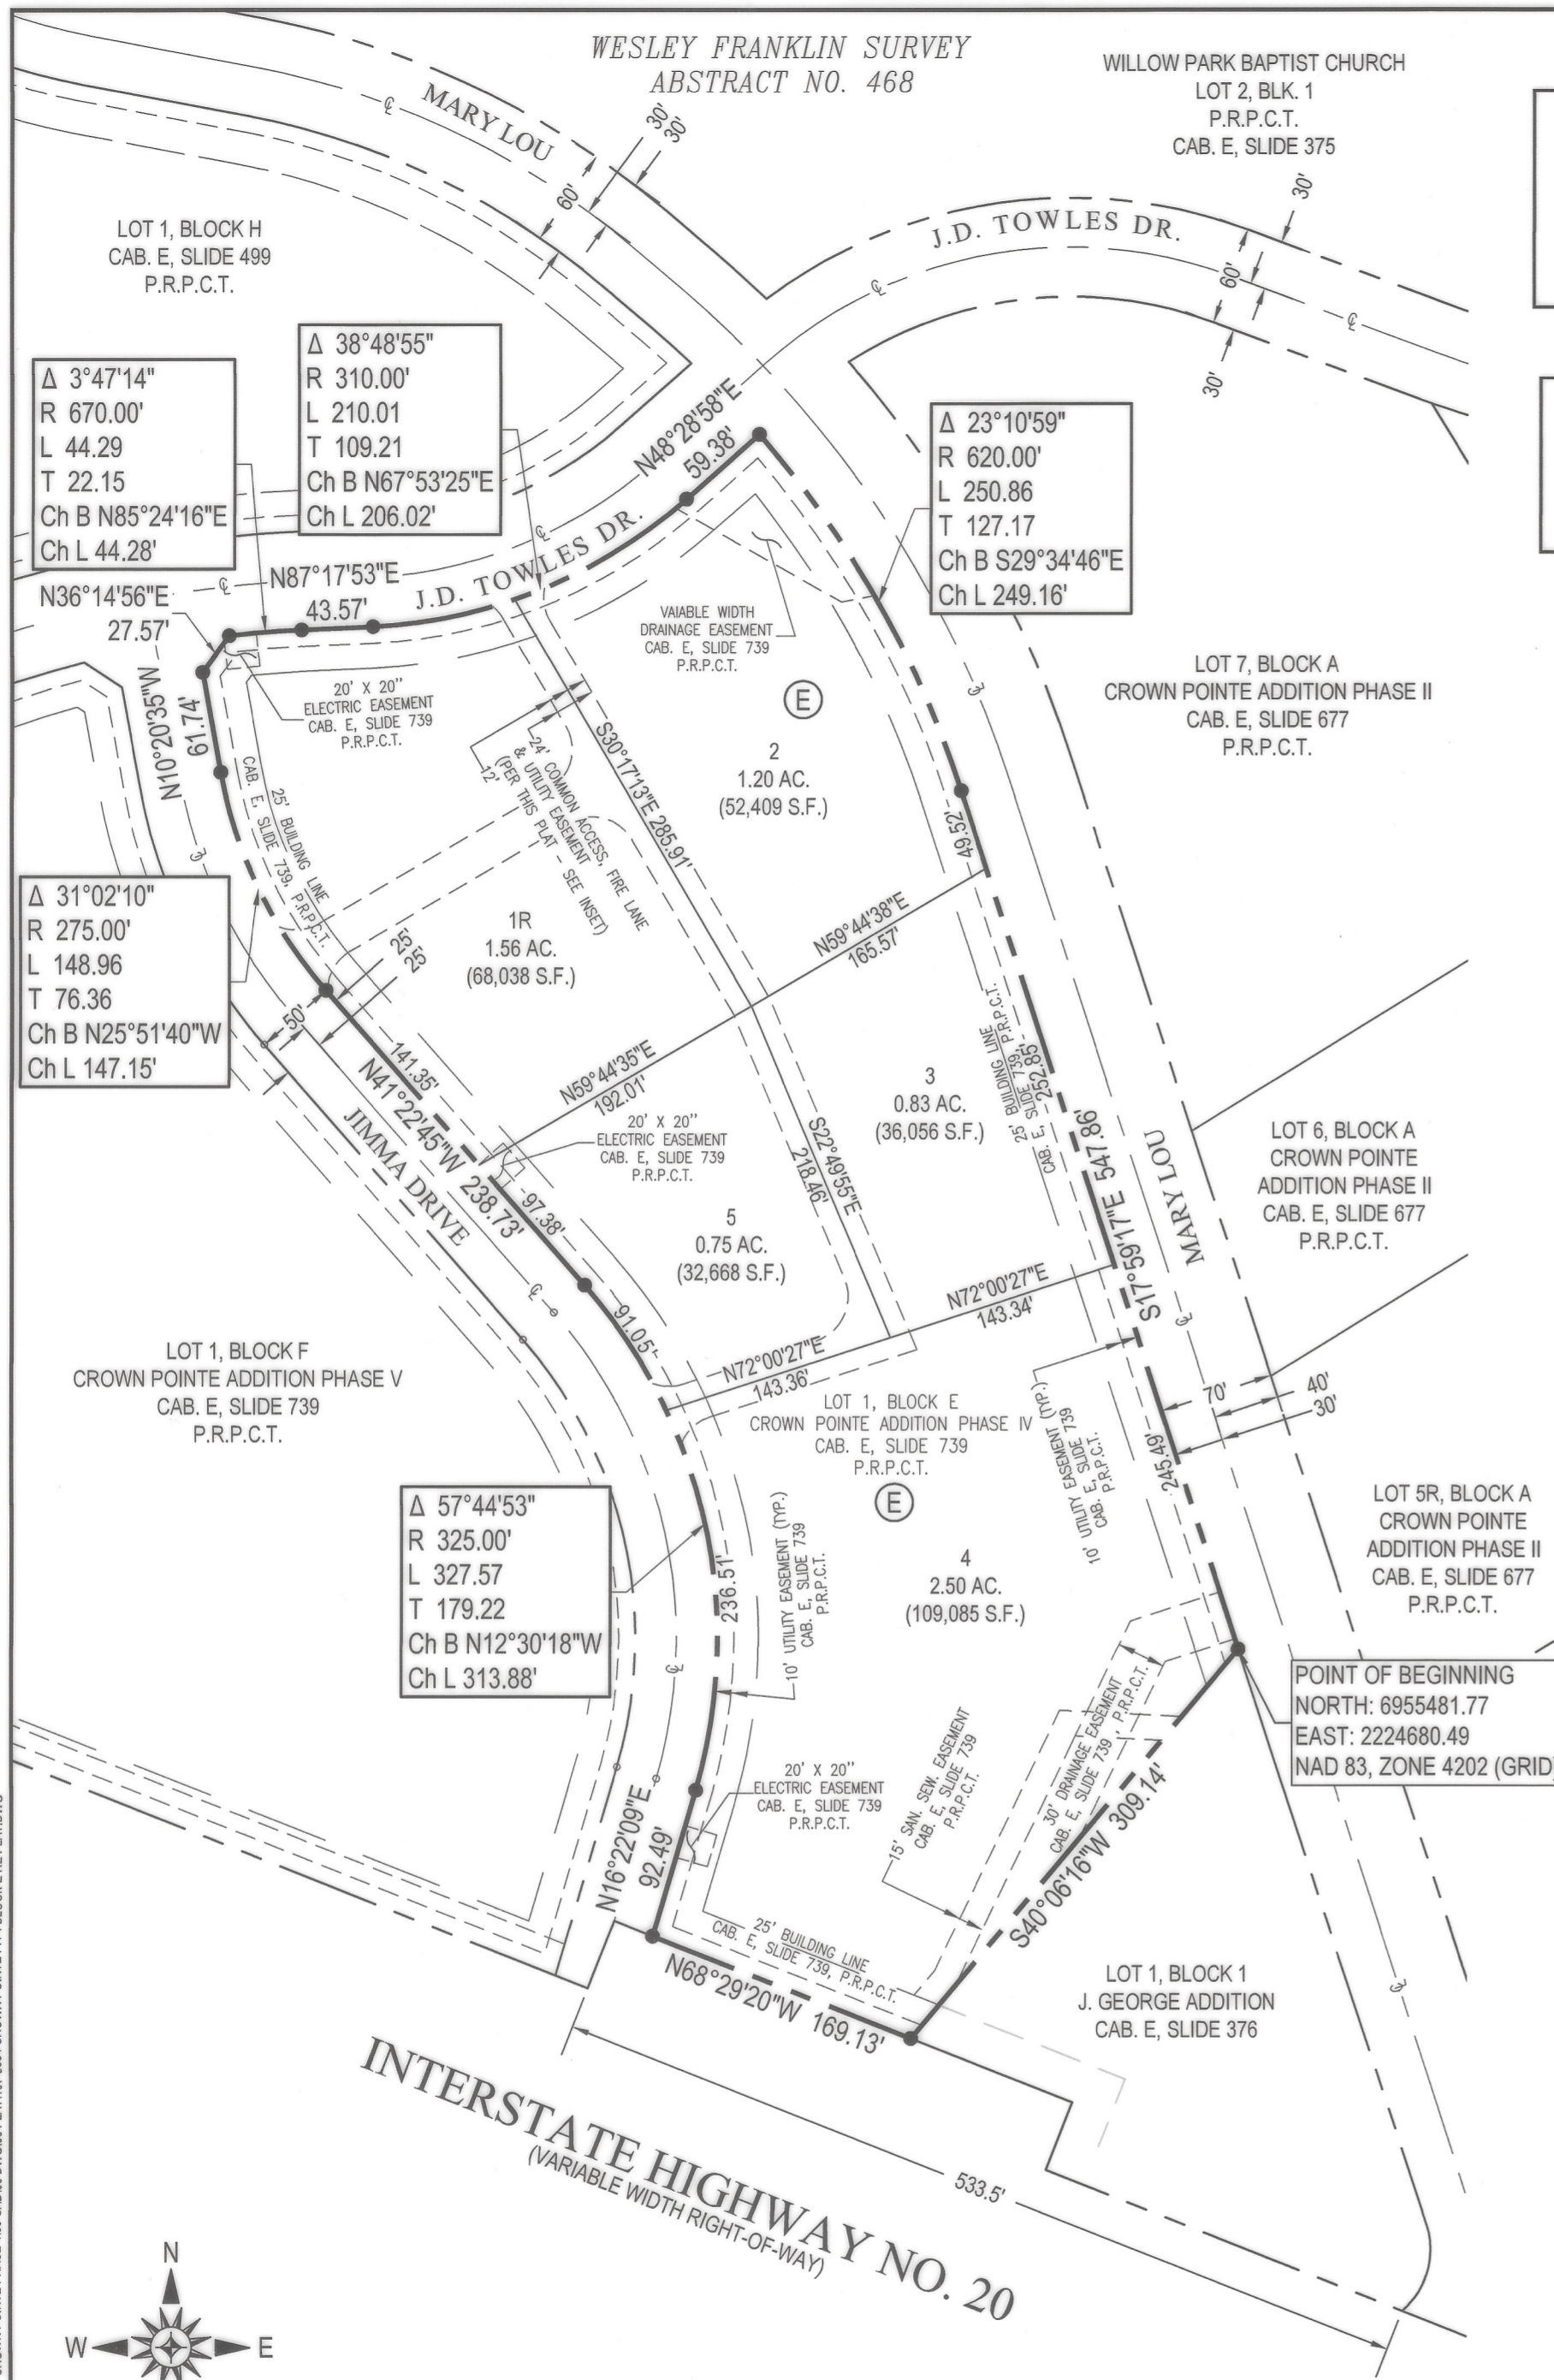 WESLEY FRANKLIN SURVEY
ABSTRACT NO. 468
WILLOW PARK BAPTIST CHURCH
LOT 2, BLK. 1
P.R.P.C.T.
CAB. E, SLIDE 375
MARY LOU
30'
30'
60'
J.D. TOWLES DR.
30'
60'
30'
LOT 1, BLOCK H
CAB. E, SLIDE 499
P.R.P.C.T.
Δ 3°47'14"
R 670.00'
L 44.29
T 22.15
Ch B N85°24'16"E
Ch L 44.28'
Δ 38°48'55"
R 310.00'
L 210.01
T 109.21
Ch B N67°53'25"E
Ch L 206.02'
N48°28'58"E
59.38'
Δ 23°10'59"
R 620.00'
L 250.86
T 127.17
Ch B S29°34'46"E
Ch L 249.16'
N36°14'56"E
27.57'
N87°17'53"E
43.57'
J.D. TOWLES DR.
N10°20'35"W
61.74'
20' X 20"
ELECTRIC EASEMENT
CAB. E, SLIDE 739
P.R.P.C.T.
VAIABLE WIDTH
DRAINAGE EASEMENT
CAB. E, SLIDE 739
P.R.P.C.T.
E
LOT 7, BLOCK A
CROWN POINTE ADDITION PHASE II
CAB. E, SLIDE 677
P.R.P.C.T.
2
1.20 AC.
(52,409 S.F.)
25' BUILDING LINE
CAB. E, SLIDE 739, P.R.P.C.T.
12'
24' COMMON ACCESS, FIRE LANE
& UTILITY EASEMENT
(PER THIS PLAT - SEE INSET)
S30°17'13"E 285.91'
49.52'
Δ 31°02'10"
R 275.00'
L 148.96
T 76.36
Ch B N25°51'40"W
Ch L 147.15'
1R
1.56 AC.
(68,038 S.F.)
25'
25'
50'
N59°44'38"E
165.57'
N59°44'35"E
192.01'
141.35'
N41°22'45"W 238.73'
JIMMA DRIVE
20' X 20"
ELECTRIC EASEMENT
CAB. E, SLIDE 739
P.R.P.C.T.
97.38'
3
0.83 AC.
(36,056 S.F.)
25' BUILDING LINE
CAB. E, SLIDE 739, P.R.P.C.T.
252.85'
S22°49'55"E
218.46'
S17°59'17"E 547.86'
MARY LOU
LOT 6, BLOCK A
CROWN POINTE
ADDITION PHASE II
CAB. E, SLIDE 677
P.R.P.C.T.
5
0.75 AC.
(32,668 S.F.)
91.05'
N72°00'27"E
143.34'
N72°00'27"E
143.36'
LOT 1, BLOCK F
CROWN POINTE ADDITION PHASE V
CAB. E, SLIDE 739
P.R.P.C.T.
LOT 1, BLOCK E
CROWN POINTE ADDITION PHASE IV
CAB. E, SLIDE 739
P.R.P.C.T.
E
10' UTILITY EASEMENT (TYP.)
CAB. E, SLIDE 739
P.R.P.C.T.
70'
40'
30'
245.49'
LOT 5R, BLOCK A
CROWN POINTE
ADDITION PHASE II
CAB. E, SLIDE 677
P.R.P.C.T.
Δ 57°44'53"
R 325.00'
L 327.57
T 179.22
Ch B N12°30'18"W
Ch L 313.88'
236.51'
10' UTILITY EASEMENT (TYP.)
CAB. E, SLIDE 739
P.R.P.C.T.
4
2.50 AC.
(109,085 S.F.)
POINT OF BEGINNING
NORTH: 6955481.77
EAST: 2224680.49
NAD 83, ZONE 4202 (GRID)
15' SAN. SEW. EASEMENT
CAB. E, SLIDE 739
P.R.P.C.T.
30' DRAINAGE EASEMENT
CAB. E, SLIDE 739, P.R.P.C.T.
S40°06'16"W 309.14'
20' X 20"
ELECTRIC EASEMENT
CAB. E, SLIDE 739
P.R.P.C.T.
N16°22'09"E
92.49'
25' BUILDING LINE
CAB. E, SLIDE 739, P.R.P.C.T.
N68°29'20"W 169.13'
LOT 1, BLOCK 1
J. GEORGE ADDITION
CAB. E, SLIDE 376
533.5'
INTERSTATE HIGHWAY NO. 20
(VARIABLE WIDTH RIGHT-OF-WAY)
N
W
E